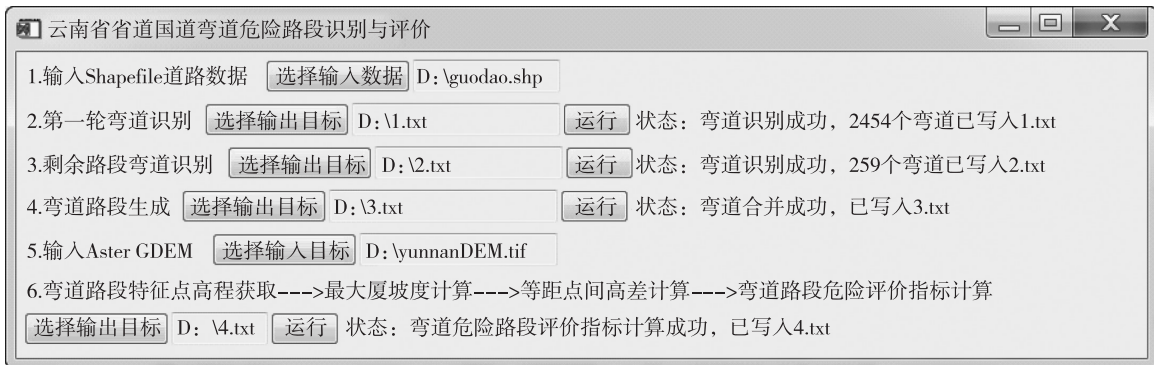 云南省省道国道弯道危险路段识别与评价
1.输入Shapefile道路数据 选择输入数据 D:\guodao.shp
2.第一轮弯道识别 选择输出目标 D:\1.txt 运行 状态：弯道识别成功，2454个弯道已写入1.txt
3.剩余路段弯道识别 选择输出目标 D:\2.txt 运行 状态：弯道识别成功，259个弯道已写入2.txt
4.弯道路段生成 选择输出目标 D:\3.txt 运行 状态：弯道合并成功，已写入3.txt
5.输入Aster GDEM 选择输入目标 D:\yunnanDEM.tif
6.弯道路段特征点高程获取--->最大厦坡度计算--->等距点间高差计算--->弯道路段危险评价指标计算
选择输出目标 D: \4.txt 运行 状态：弯道危险路段评价指标计算成功，已写入4.txt